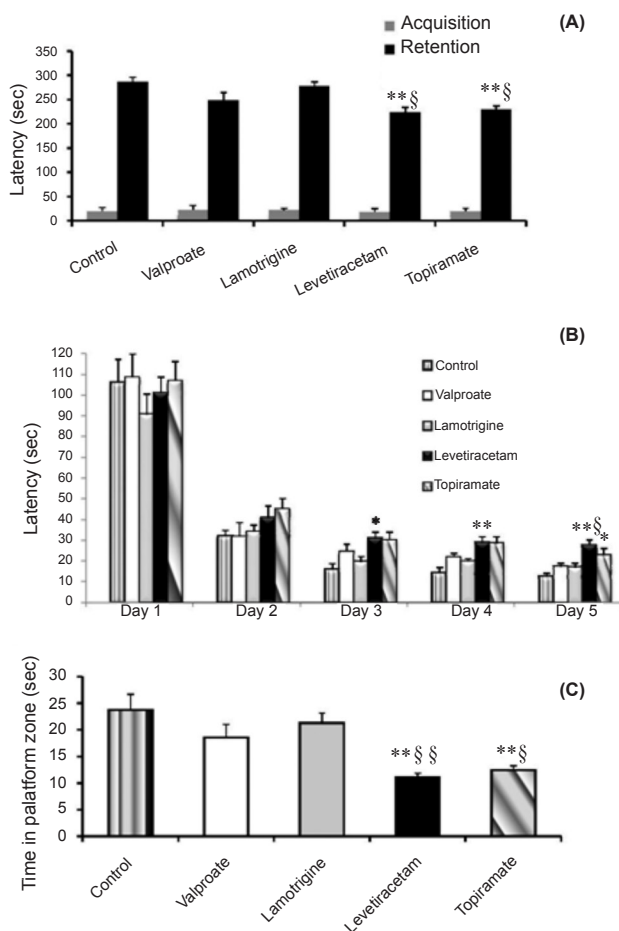 Acquisition
Retention
(A)
Latency (sec)
350
300
250
200
150
100
50
0
**§
**§
Control
Valproate
Lamotrigine
Levetiracetam
Topiramate
(B)
Latency (sec)
120
110
100
90
80
70
60
50
40
30
20
10
0
Control
Valproate
Lamotrigine
Levetiracetam
Topiramate
*
**
**§
*
Day 1
Day 2
Day 3
Day 4
Day 5
(C)
Time in palatform zone (sec)
30
25
20
15
10
5
0
**§ §
**§
Control
Valproate
Lamotrigine
Levetiracetam
Topiramate